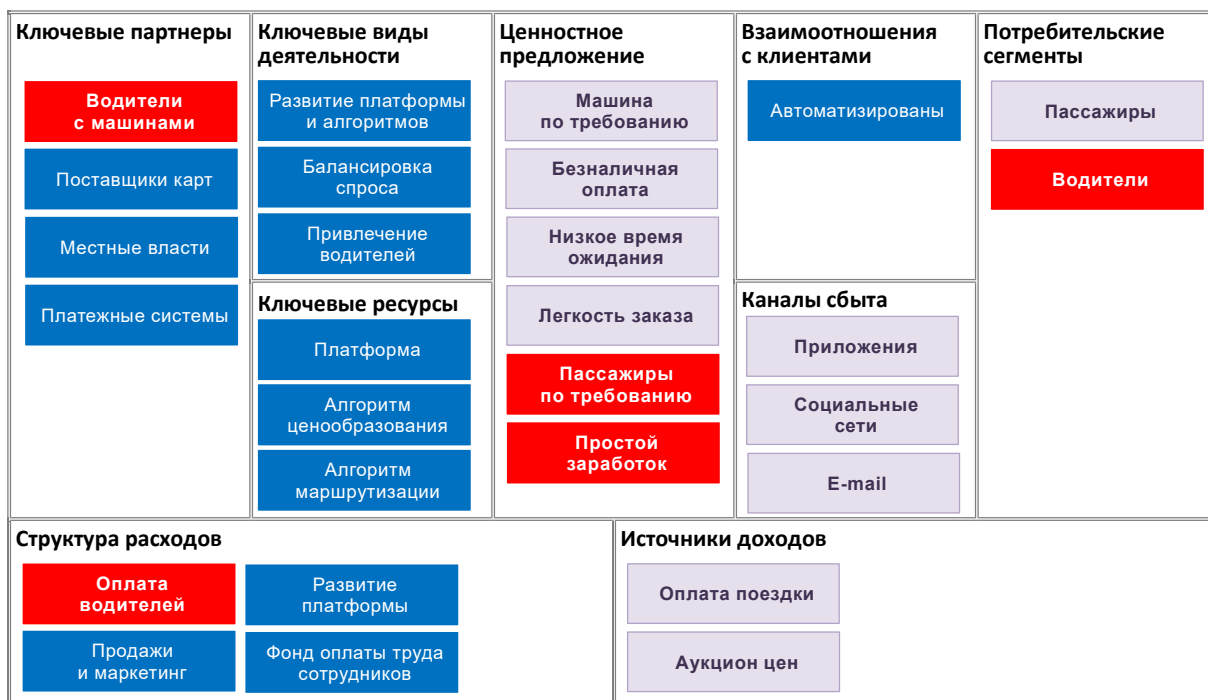 Ключевые партнеры
Водители
с машинами
Поставщики карт
Местные власти
Платежные системы
Ключевые виды
деятельности
Развитие платформы
и алгоритмов
Балансировка
спроса
Привлечение
водителей
Ключевые ресурсы
Платформа
Алгоритм
ценообразования
Алгоритм
маршрутизации
Ценностное
предложение
Машина
по требованию
Безналичная
оплата
Низкое время
ожидания
Легкость заказа
Пассажиры
по требованию
Простой
заработок
Взаимоотношения
с клиентами
Автоматизированы
Каналы сбыта
Приложения
Социальные
сети
E-mail
Потребительские
сегменты
Пассажиры
Водители
Структура расходов
Оплата
водителей
Развитие
платформы
Продажи
и маркетинг
Фонд оплаты труда
сотрудников
Источники доходов
Оплата поездки
Аукцион цен